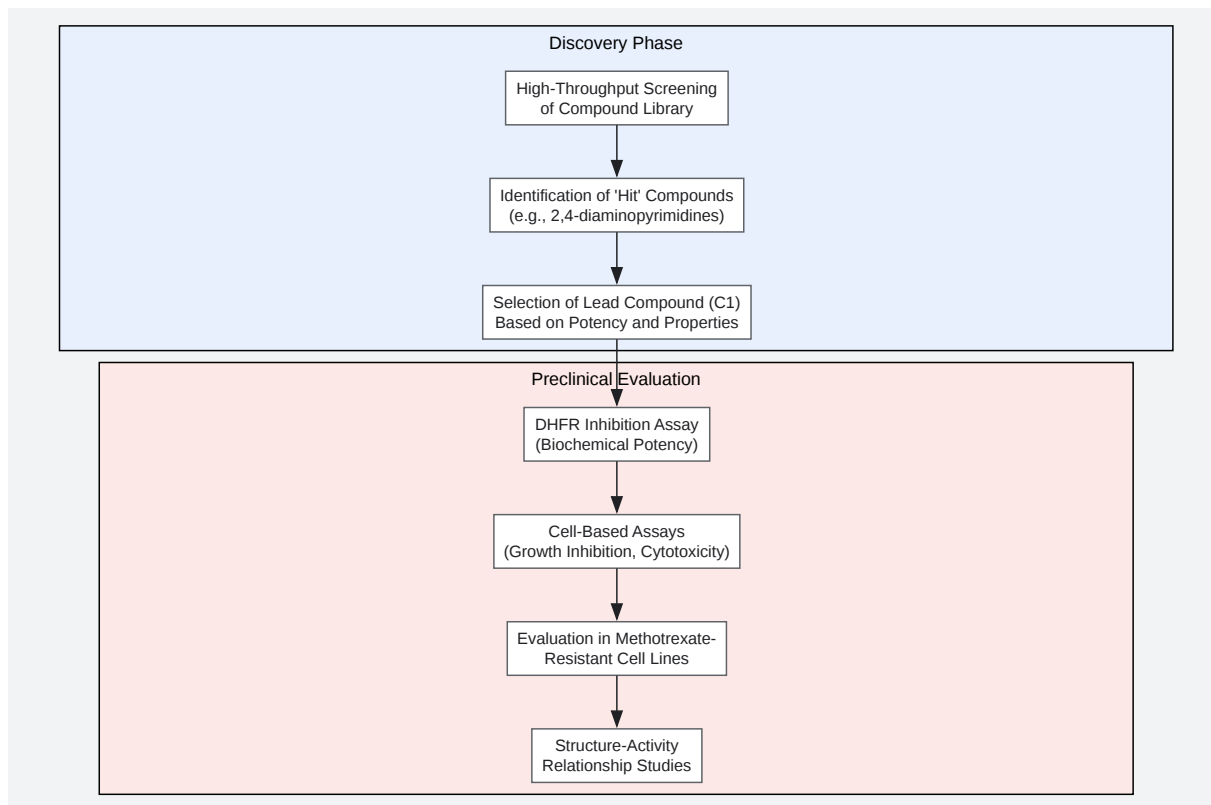 Discovery Phase
High-Throughput Screening
of Compound Library
Identification of 'Hit' Compounds
(e.g., 2,4-diaminopyrimidines)
Selection of Lead Compound (C1)
Based on Potency and Properties
Preclinical Evaluation
DHFR Inhibition Assay
(Biochemical Potency)
Cell-Based Assays
(Growth Inhibition, Cytotoxicity)
Evaluation in Methotrexate-
Resistant Cell Lines
Structure-Activity
Relationship Studies